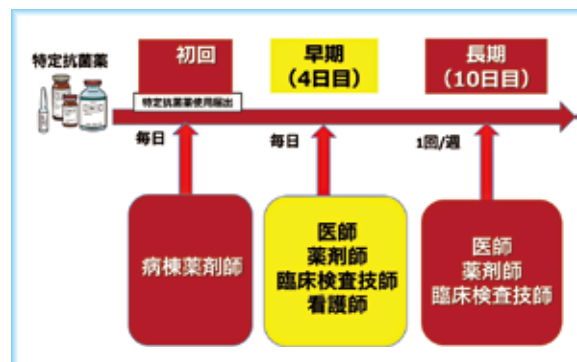 特定抗菌薬
初回
早期
（4日目）
長期
（10日目）
特定抗菌薬使用届出
毎日
毎日
1回/週
病棟薬剤師
医師
薬剤師
臨床検査技師
看護師
医師
薬剤師
臨床検査技師